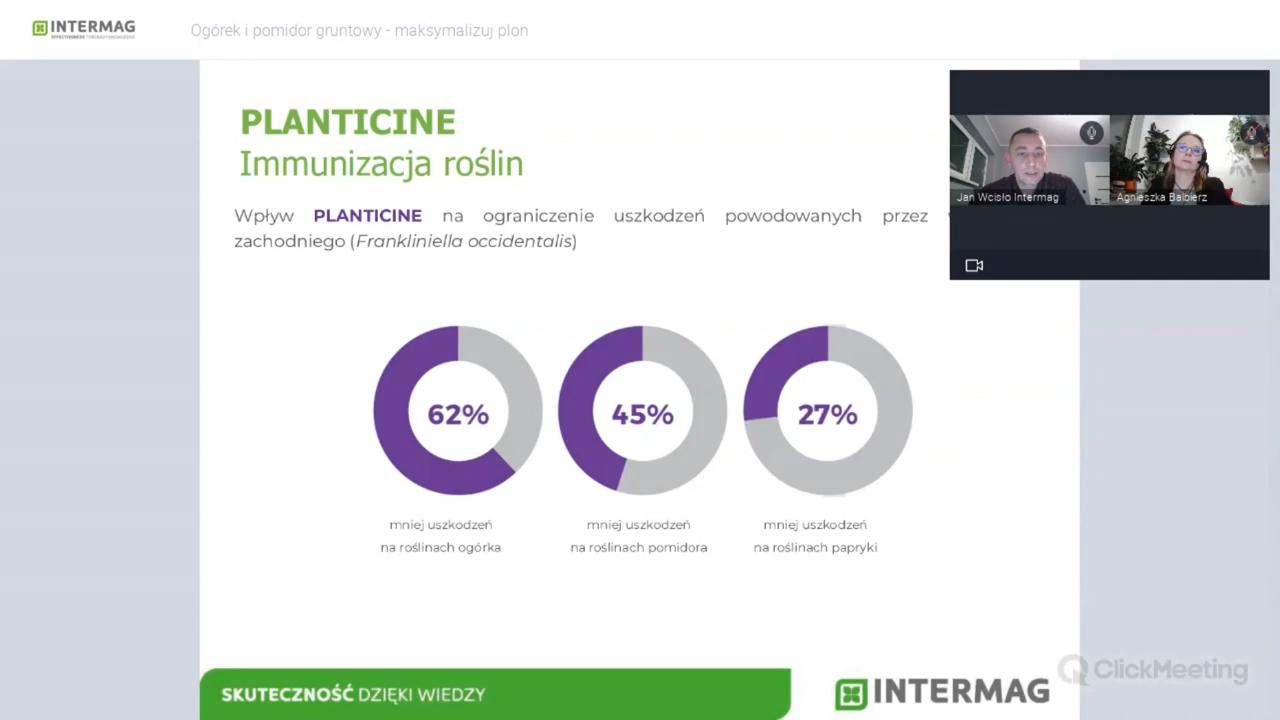 INTERMAG
Ogórek i pomidor gruntowy - maksymalizuj plon
PLANTICINE
Immunizacja roślin
Wpływ PLANTICINE na ograniczenie uszkodzeń powodowanych przez
zachodniego (Frankliniella occidentalis)
Jan Wcisło Intermag
Agnieszka Balbierz
62%
45%
27%
mniej uszkodzeń
na roślinach ogórka
mniej uszkodzeń
na roślinach pomidora
mniej uszkodzeń
na roślinach papryki
SKUTECZNOŚĆ DZIĘKI WIEDZY
INTERMAG
ClickMeeting